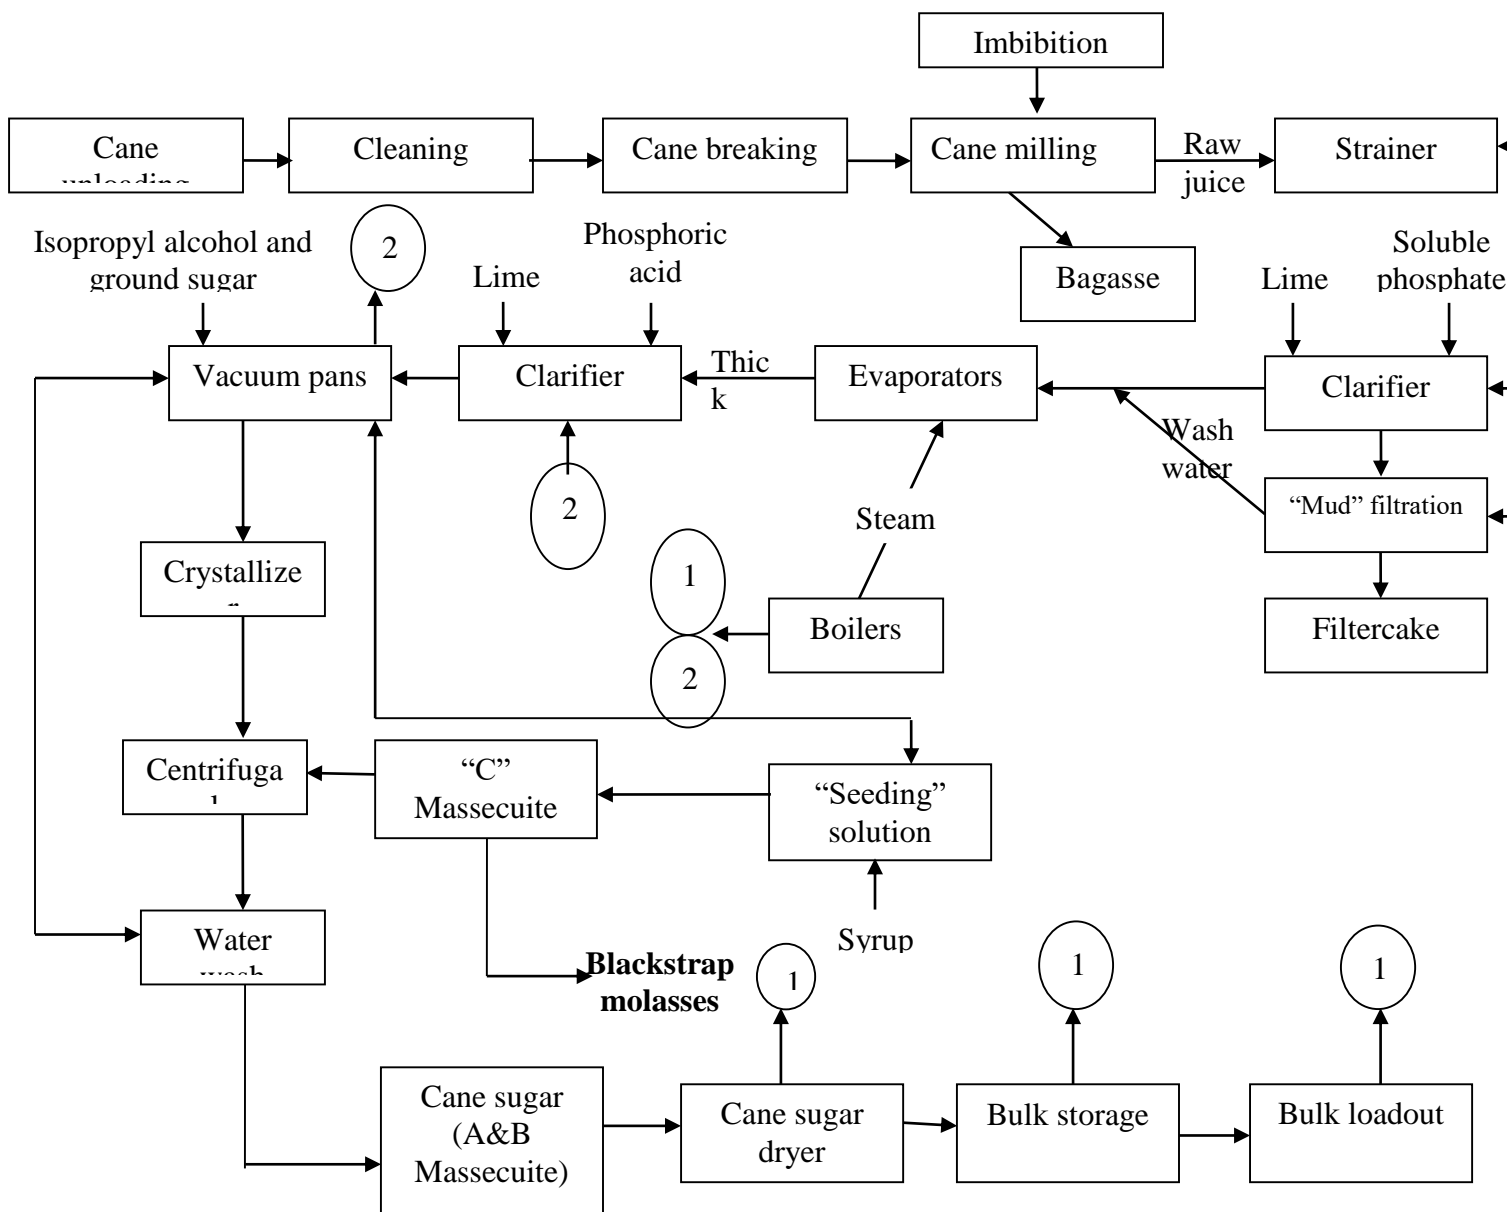 Imbibition
Cane
Cleaning
Cane breaking
Cane milling
Raw
juice
Strainer
Isopropyl alcohol and
ground sugar
2
Lime
Phosphoric
acid
Bagasse
Lime
Soluble
phosphate
Vacuum pans
Clarifier
Thic
k
Evaporators
Clarifier
Wash
water
2
Steam
“Mud” filtration
Crystallize
r
1
2
Boilers
Filtercake
Centrifuga
l
“C”
Massecuite
“Seeding”
solution
Water
wash
Syrup
Blackstrap
molasses
1
1
1
Cane sugar
(A&B
Massecuite)
Cane sugar
dryer
Bulk storage
Bulk loadout